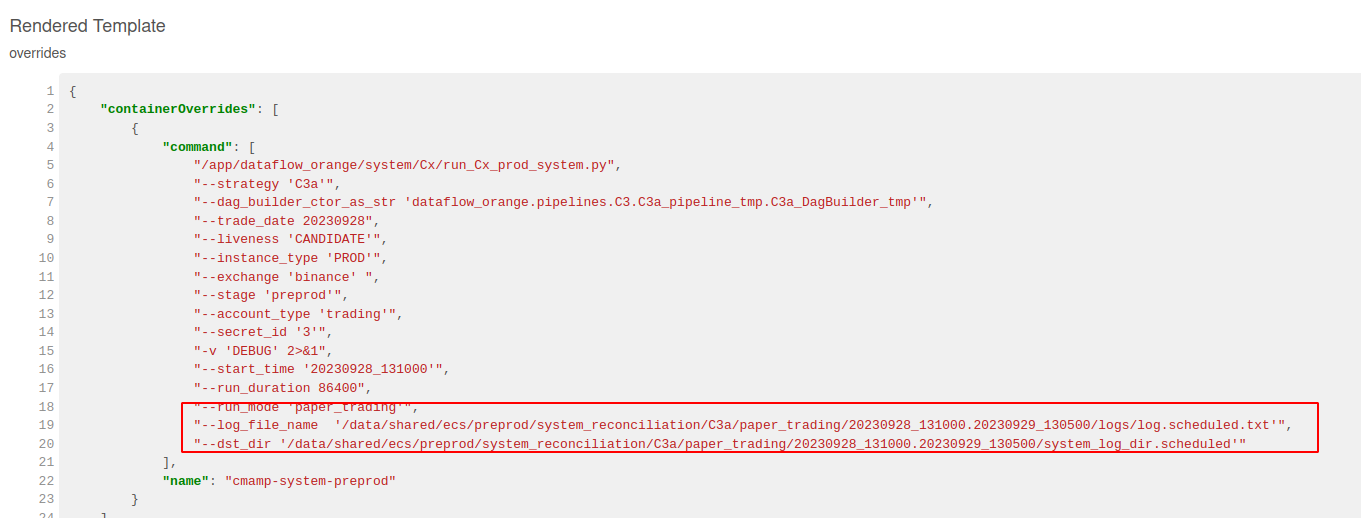 Rendered Template
overrides
1 {
2     "containerOverrides": [
3         {
4             "command": [
5                 "/app/dataflow_orange/system/Cx/run_Cx_prod_system.py",
6                 "--strategy 'C3a'",
7                 "--dag_builder_ctor_as_str 'dataflow_orange.pipelines.C3.C3a_pipeline_tmp.C3a_DagBuilder_tmp'",
8                 "--trade_date 20230928",
9                 "--liveness 'CANDIDATE'",
10                 "--instance_type 'PROD'",
11                 "--exchange 'binance' ",
12                 "--stage 'preprod'",
13                 "--account_type 'trading'",
14                 "--secret_id '3'",
15                 "-v 'DEBUG' 2>&1",
16                 "--start_time '20230928_131000'",
17                 "--run_duration 86400",
18                 "--run_mode 'paper_trading'",
19                 "--log_file_name  '/data/shared/ecs/preprod/system_reconciliation/C3a/paper_trading/20230928_131000.20230929_130500/logs/log.scheduled.txt'",
20                 "--dst_dir '/data/shared/ecs/preprod/system_reconciliation/C3a/paper_trading/20230928_131000.20230929_130500/system_log_dir.scheduled'"
21             ],
22             "name": "cmamp-system-preprod"
23         }
24     ]